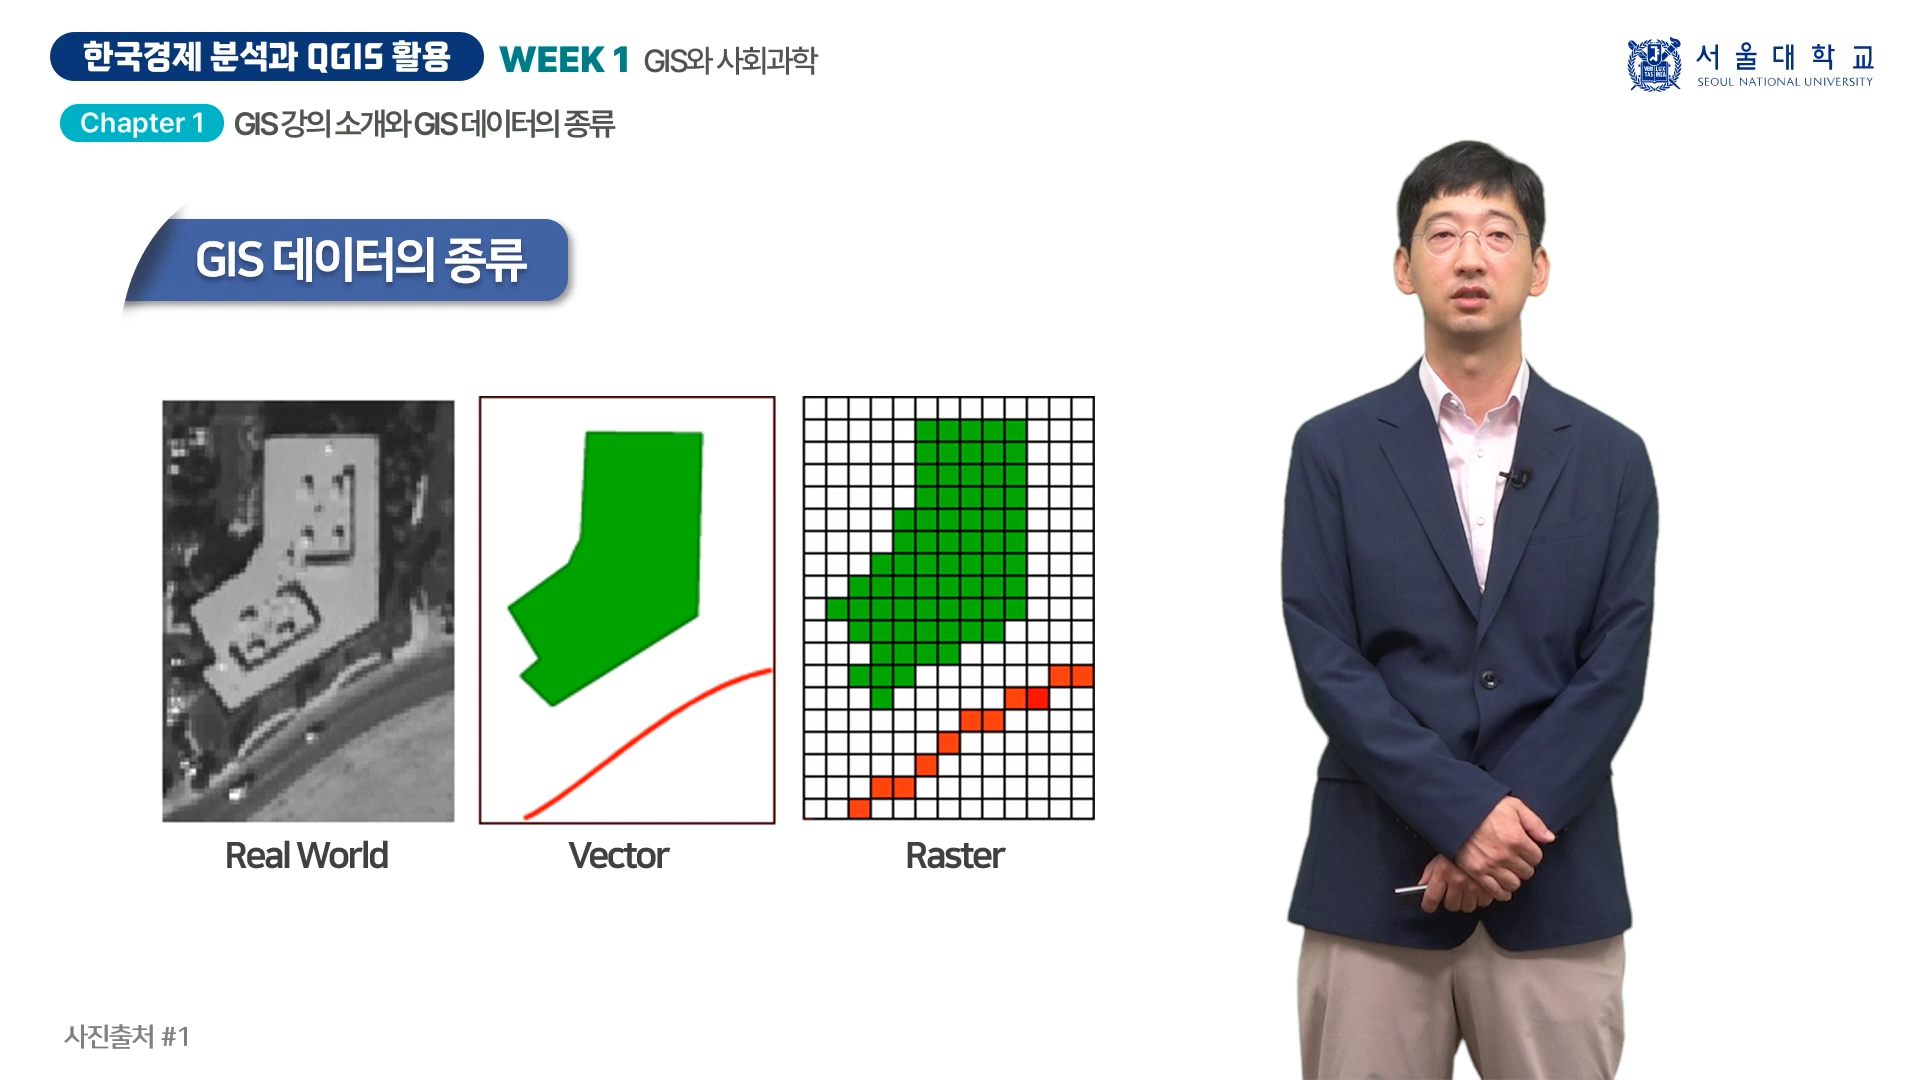 한국경제 분석과 QGIS 활용 WEEK 1 GIS와 사회과학
서울대학교
SEOUL NATIONAL UNIVERSITY
Chapter 1 GIS 강의 소개와 GIS 데이터의 종류
GIS 데이터의 종류
Real World
Vector
Raster
사진출처 #1